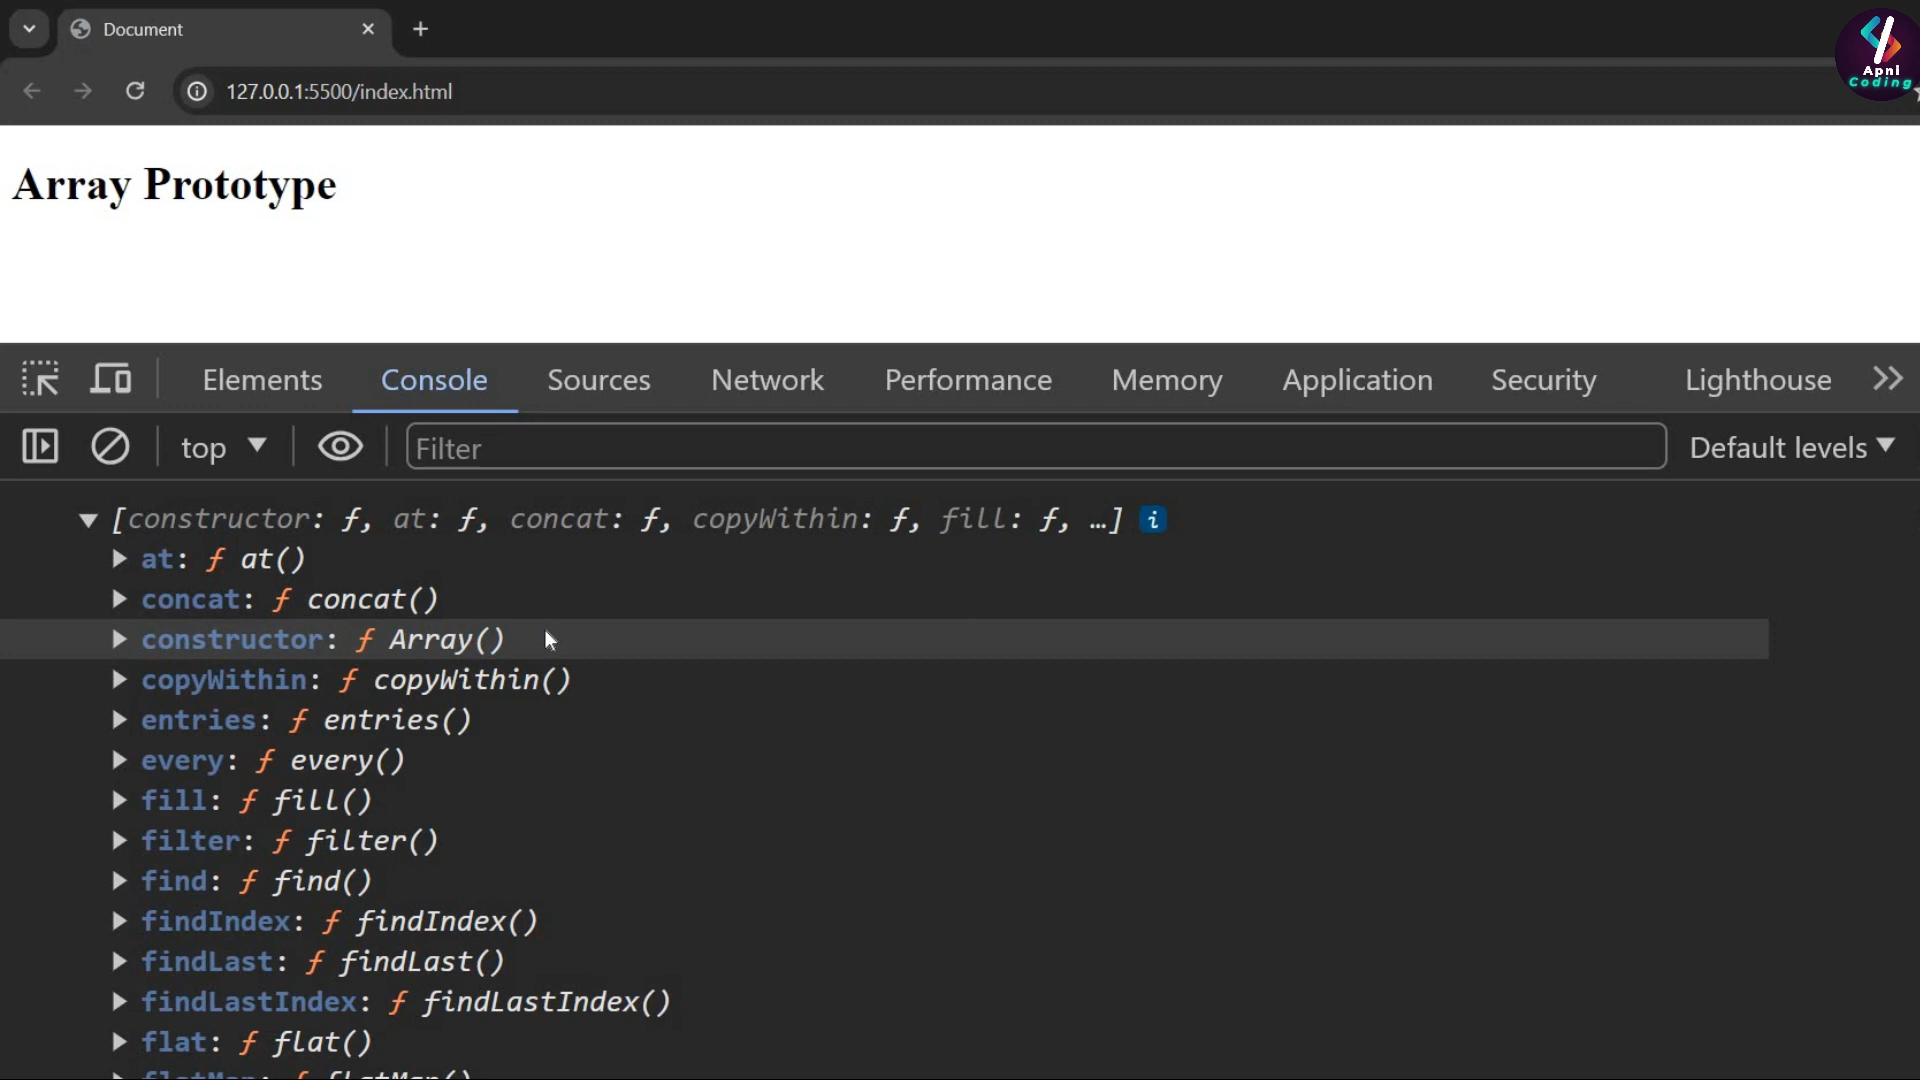 Document
127.0.0.1:5500/index.html
Apni
Coding
Array Prototype
Elements Console Sources Network Performance Memory Application Security Lighthouse
top Filter Default levels
[constructor: ƒ, at: ƒ, concat: ƒ, copyWithin: ƒ, fill: ƒ, …] i
at: ƒ at()
concat: ƒ concat()
constructor: ƒ Array()
copyWithin: ƒ copyWithin()
entries: ƒ entries()
every: ƒ every()
fill: ƒ fill()
filter: ƒ filter()
find: ƒ find()
findIndex: ƒ findIndex()
findLast: ƒ findLast()
findLastIndex: ƒ findLastIndex()
flat: ƒ flat()
flatMap: ƒ flatMap()